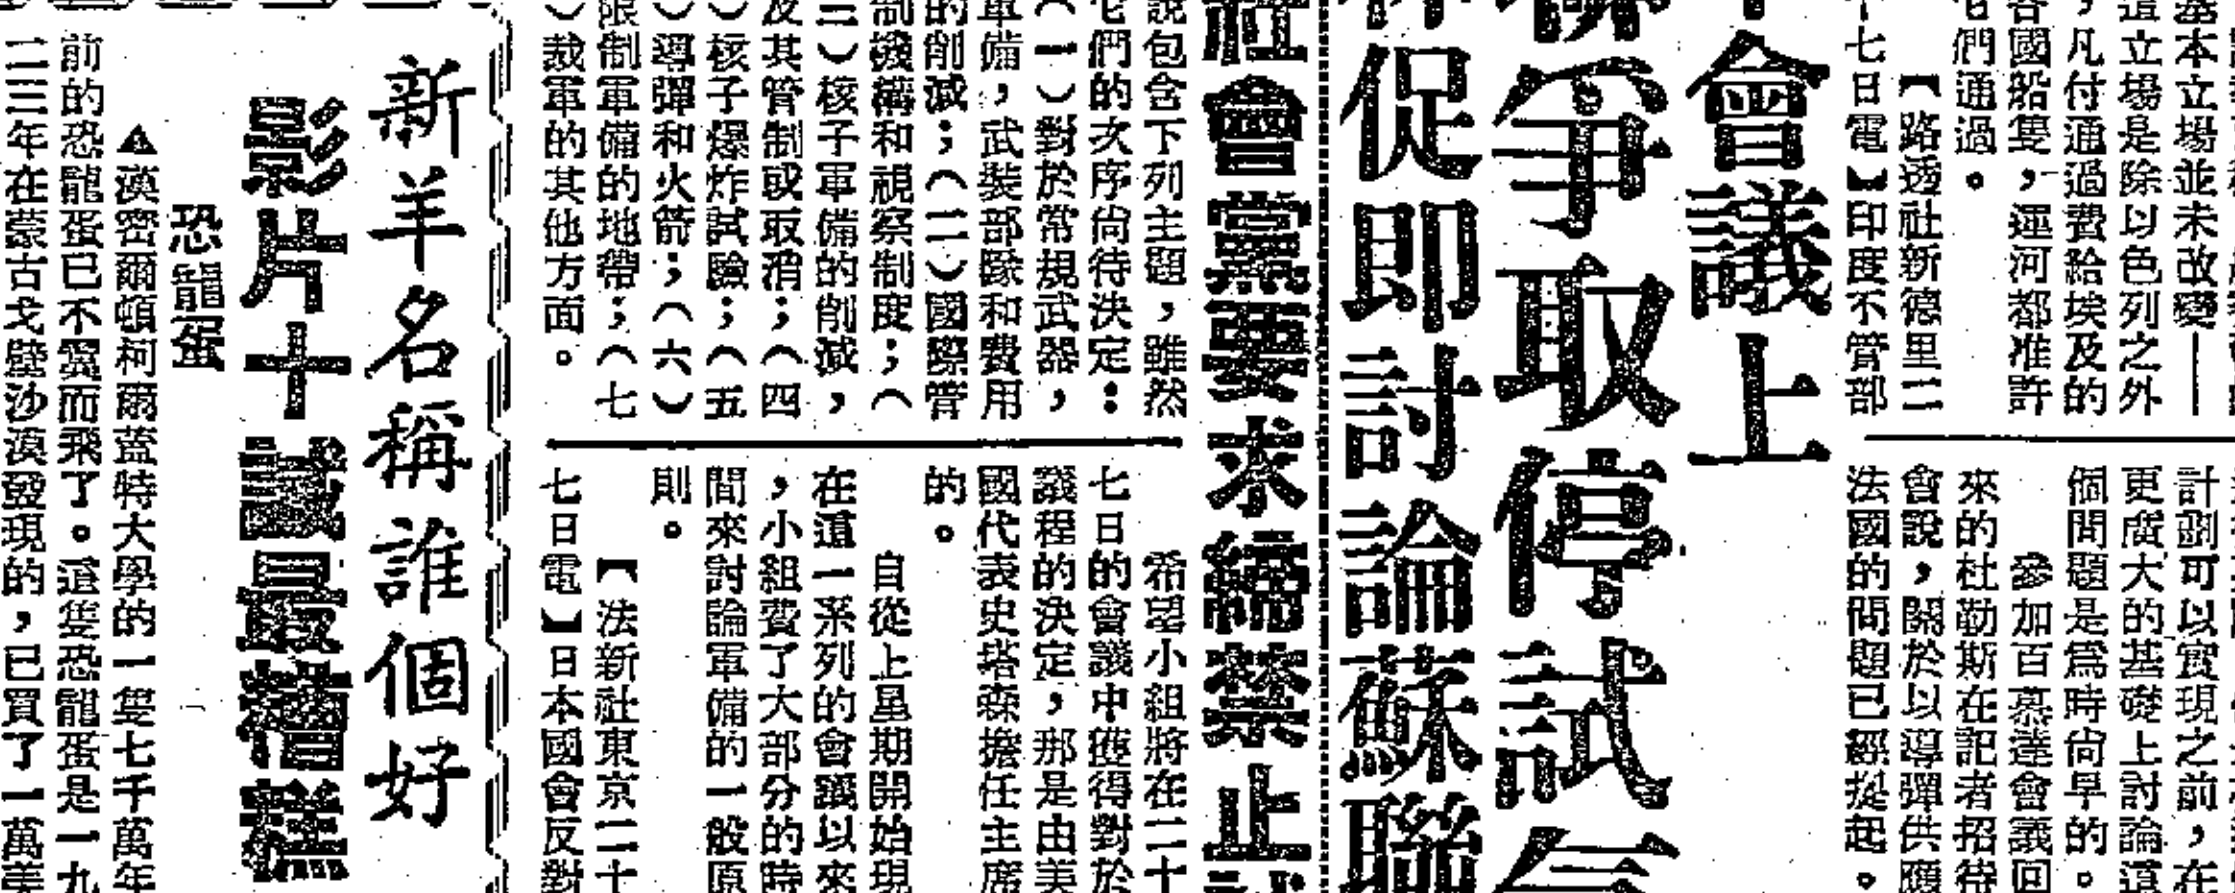 基本立場並未改變——
這立場是除以色列之外
，凡付通過費給埃及的
各國船隻，運河都准許
它們通過。
【路透社新德里二
十七日電】印度不管部
計劃可以實現之前，在
更廣大的基礎上討論這
個問題是爲時尙早的。
參加百慕達會議回
來的杜勒斯在記者招待
會說，關於以導彈供應
法國的問題已經提起。
會議上
爭取停試
促即討論蘇聯
社會黨要求締禁止
說包含下列主題，雖然
它們的次序尙待決定：
（一）對於常規武器，
軍備，武裝部隊和費用
的削減；（二）國際管
制機構和視察制度；（
三）核子軍備的削減，
及其管制或取消；（四
）核子爆炸試驗；（五
）導彈和火箭；（六）
限制軍備的地帶；（七
）裁軍的其他方面。
希望小組將在二十
七日的會議中獲得對於
議程的決定，那是由美
國代表史塔森擔任主席
的。
自從上星期開始現
在這一系列的會議以來
，小組費了大部分的時
間來討論軍備的一般原
則。
【法新社東京二十
七日電】日本國會反對
新羊名稱誰個好
影片十誡最糟糕
恐龍蛋
▲漢密爾頓柯爾蓋特大學的一隻七千萬年
前的恐龍蛋已不翼而飛了。這隻恐龍蛋是一九
二三年在蒙古戈壁沙漠發現的，已買了一萬美